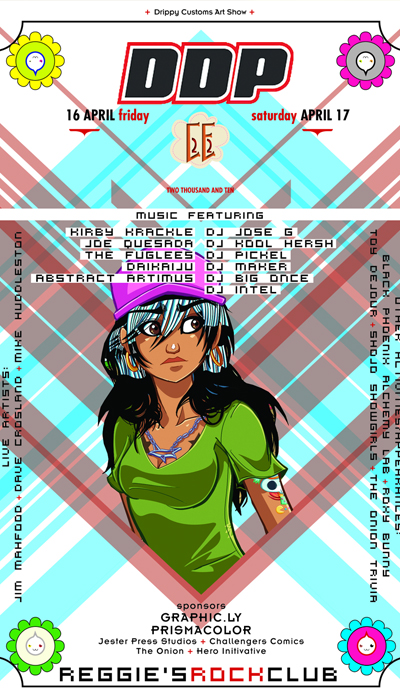 + Drippy Customs Art Show +
DDP
16 APRIL friday
saturday APRIL 17
C2E2
TWO THOUSAND AND TEN
MUSIC FEATURING
KIRBY KRACKLE
JOE QUESADA
THE FUGLEES
DAIKAIJU
ABSTRACT ARTIMUS
DJ JOSE G
DJ KOOL HERSH
DJ PICKEL
DJ MAKER
DJ BIG ONCE
DJ INTEL
LIVE ARTISTS:
JIM MAHFOOD + DAVE CROSLAND + MIKE HUDDLESTON
OTHER ACTIVITIES/APPEARANCES:
BLACK PHOENIX ALCHEMY LAB + ROXY BUNNY
TOY DEJOUR + SHOJO SHOWGIRLS + THE ONION TRIVIA
sponsors
GRAPHIC.LY
PRISMACOLOR
Jester Press Studios + Challengers Comics
The Onion + Hero Initivative
REGGIE'SROCKCLUB